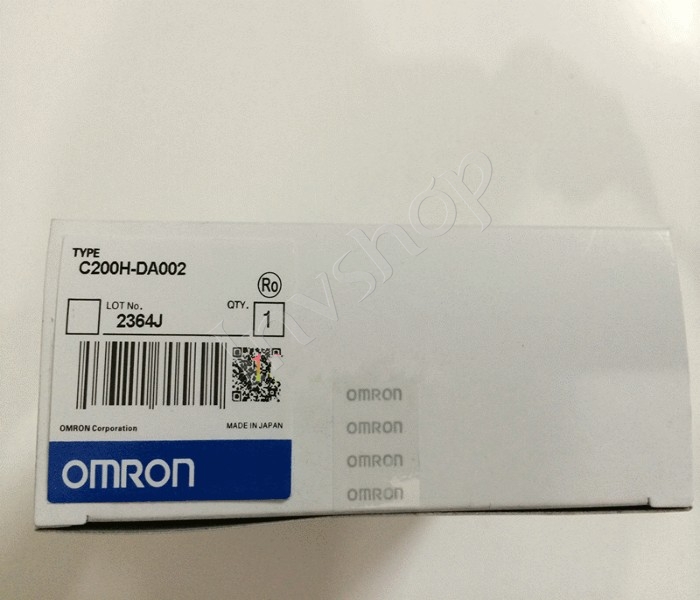 TYPE
C200H-DA002
Ro
LOT No.
2364J
QTY.
1
OMRON Corporation
MADE IN JAPAN
OMRON
OMRON
OMRON
OMRON
OMRON